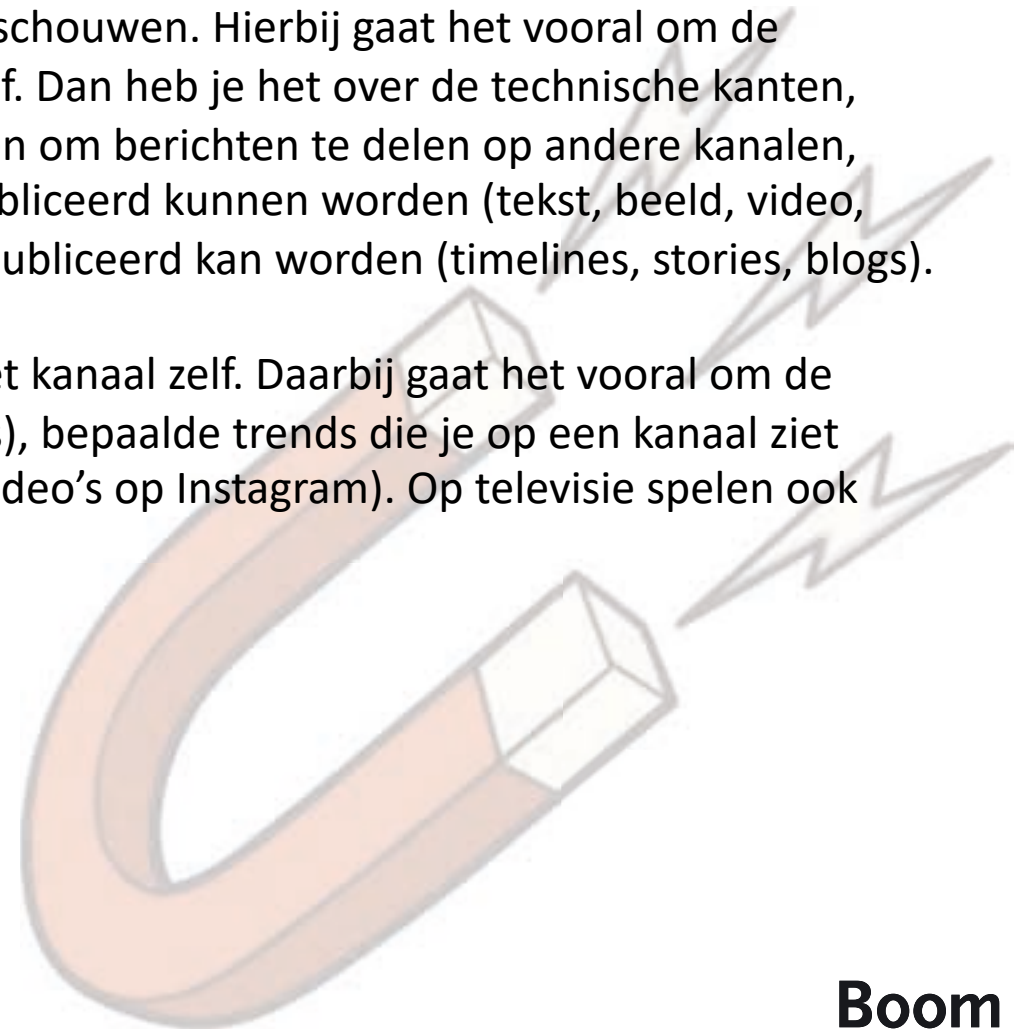 schouwen. Hierbij gaat het vooral om de
f. Dan heb je het over de technische kanten,
n om berichten te delen op andere kanalen,
bliceerd kunnen worden (tekst, beeld, video,
ubliceerd kan worden (timelines, stories, blogs).
t kanaal zelf. Daarbij gaat het vooral om de
), bepaalde trends die je op een kanaal ziet
deo’s op Instagram). Op televisie spelen ook
Boom